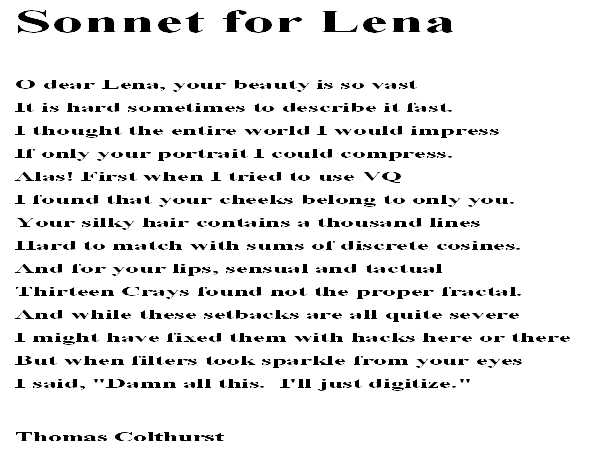 Sonnet for Lena
O dear Lena, your beauty is so vast
It is hard sometimes to describe it fast.
I thought the entire world I would impress
If only your portrait I could compress.
Alas! First when I tried to use VQ
I found that your cheeks belong to only you.
Your silky hair contains a thousand lines
Hard to match with sums of discrete cosines.
And for your lips, sensual and tactual
Thirteen Crays found not the proper fractal.
And while these setbacks are all quite severe
I might have fixed them with hacks here or there
But when filters took sparkle from your eyes
I said, "Damn all this.  I'll just digitize."
Thomas Colthurst